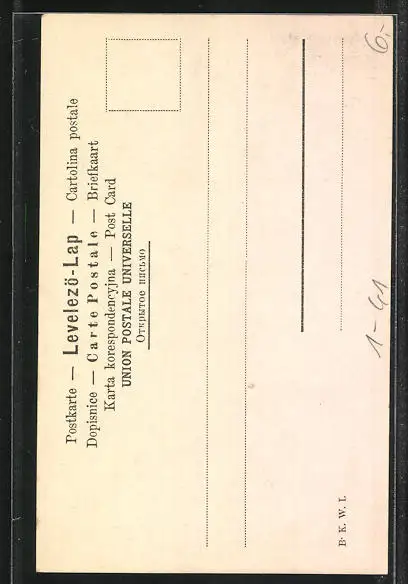 Postkarte — Levelező-Lap — Cartolina postale
Dopisnice — Carte Postale — Briefkaart
Karta korespondencyjna — Post Card
UNION POSTALE UNIVERSELLE
Открытое письмо
B. K. W. I.
1-41
6,-